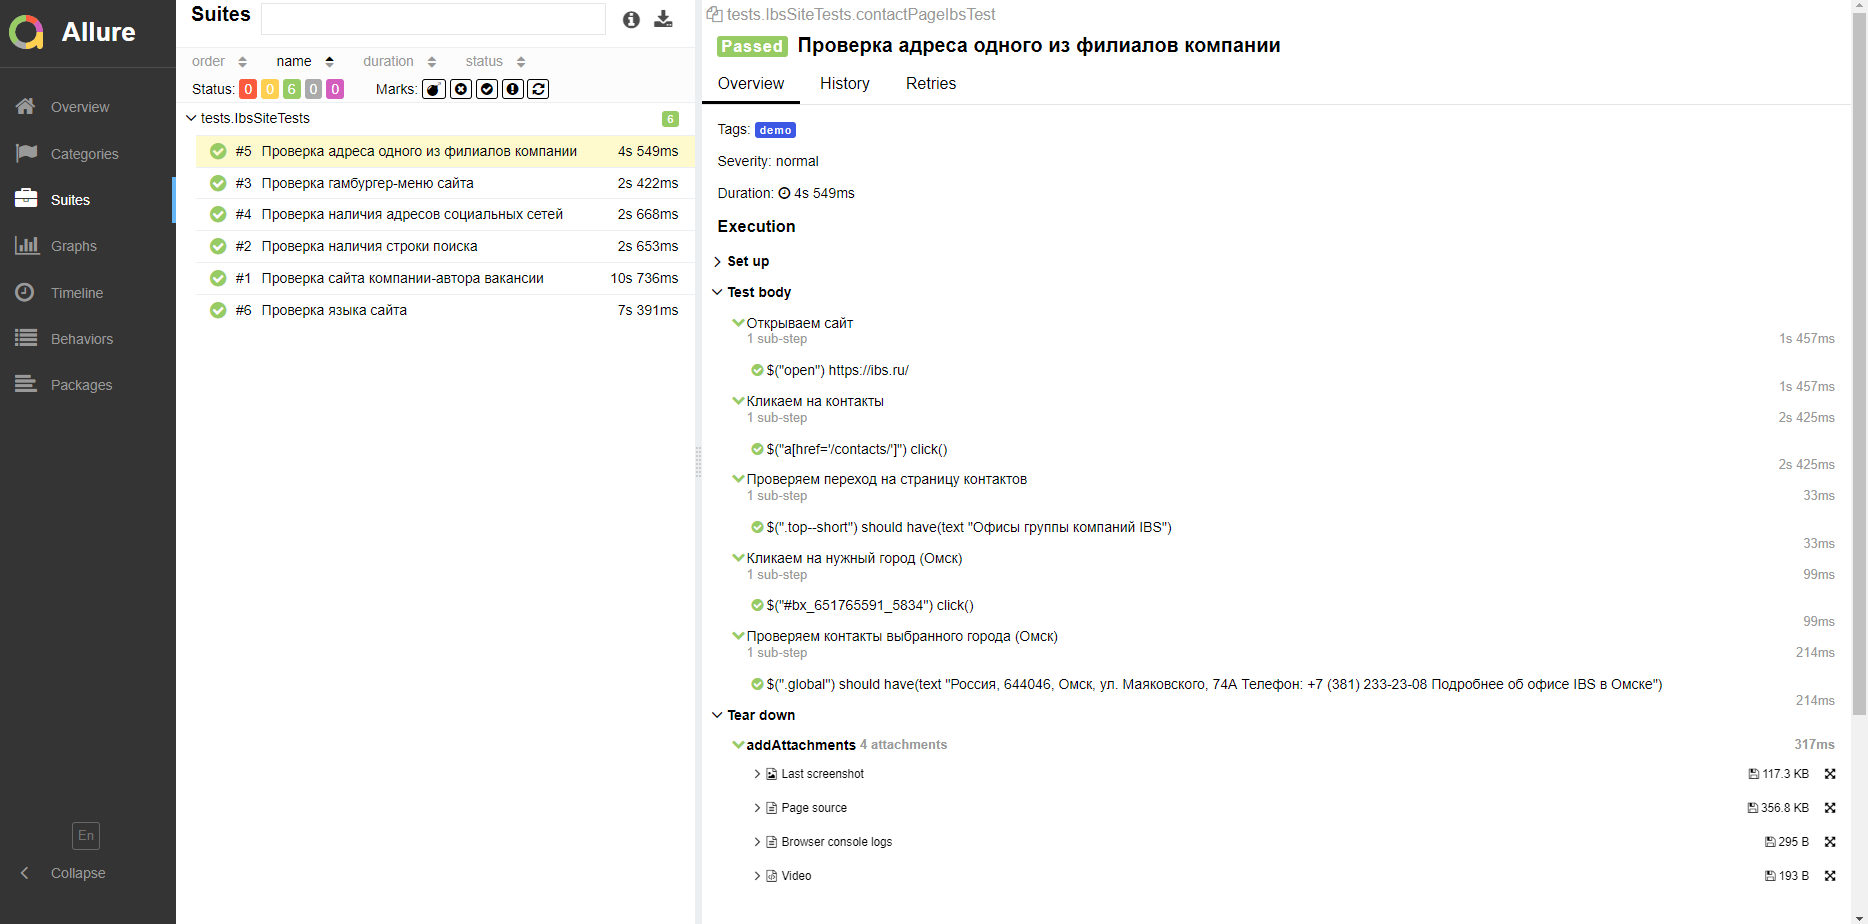 Allure
Overview
Categories
Suites
Graphs
Timeline
Behaviors
Packages
En
Collapse
Suites
order name duration status
Status: 0 0 6 0 0 Marks:
tests.IbsSiteTests 6
#5 Проверка адреса одного из филиалов компании 4s 549ms
#3 Проверка гамбургер-меню сайта 2s 422ms
#4 Проверка наличия адресов социальных сетей 2s 668ms
#2 Проверка наличия строки поиска 2s 653ms
#1 Проверка сайта компании-автора вакансии 10s 736ms
#6 Проверка языка сайта 7s 391ms
tests.IbsSiteTests.contactPageIbsTest
Passed Проверка адреса одного из филиалов компании
Overview History Retries
Tags: demo
Severity: normal
Duration: 4s 549ms
Execution
Set up
Test body
Открываем сайт
1 sub-step 1s 457ms
$("open") https://ibs.ru/
1s 457ms
Кликаем на контакты
1 sub-step 2s 425ms
$("a[href='/contacts/']") click()
2s 425ms
Проверяем переход на страницу контактов
1 sub-step 33ms
$(".top--short") should have(text "Офисы группы компаний IBS")
33ms
Кликаем на нужный город (Омск)
1 sub-step 99ms
$("#bx_651765591_5834") click()
99ms
Проверяем контакты выбранного города (Омск)
1 sub-step 214ms
$(".global") should have(text "Россия, 644046, Омск, ул. Маяковского, 74А Телефон: +7 (381) 233-23-08 Подробнее об офисе IBS в Омске")
214ms
Tear down
addAttachments 4 attachments 317ms
Last screenshot 117.3 KB
Page source 356.8 KB
Browser console logs 295 B
Video 193 B